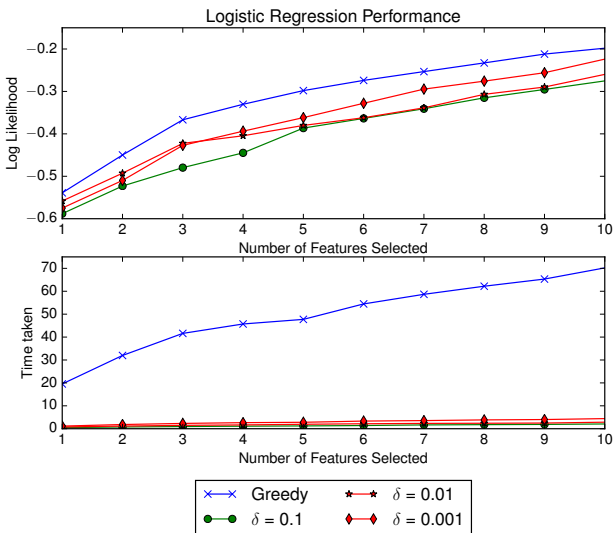 Logistic Regression Performance
Log Likelihood
−0.2
−0.3
−0.4
−0.5
−0.6
1 2 3 4 5 6 7 8 9 10
Number of Features Selected
Time taken
70
60
50
40
30
20
10
0
1 2 3 4 5 6 7 8 9 10
Number of Features Selected
Greedy
δ = 0.01
δ = 0.1
δ = 0.001